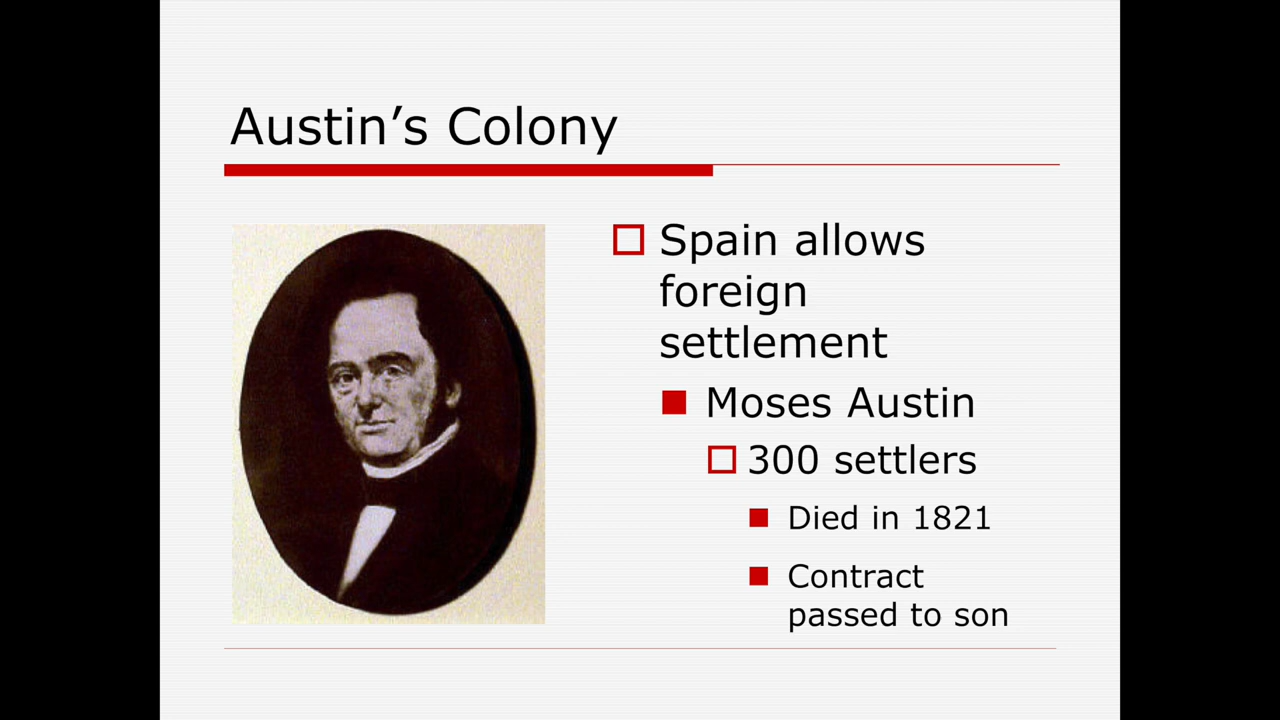 Austin’s Colony
Spain allows
foreign
settlement
Moses Austin
300 settlers
Died in 1821
Contract
passed to son